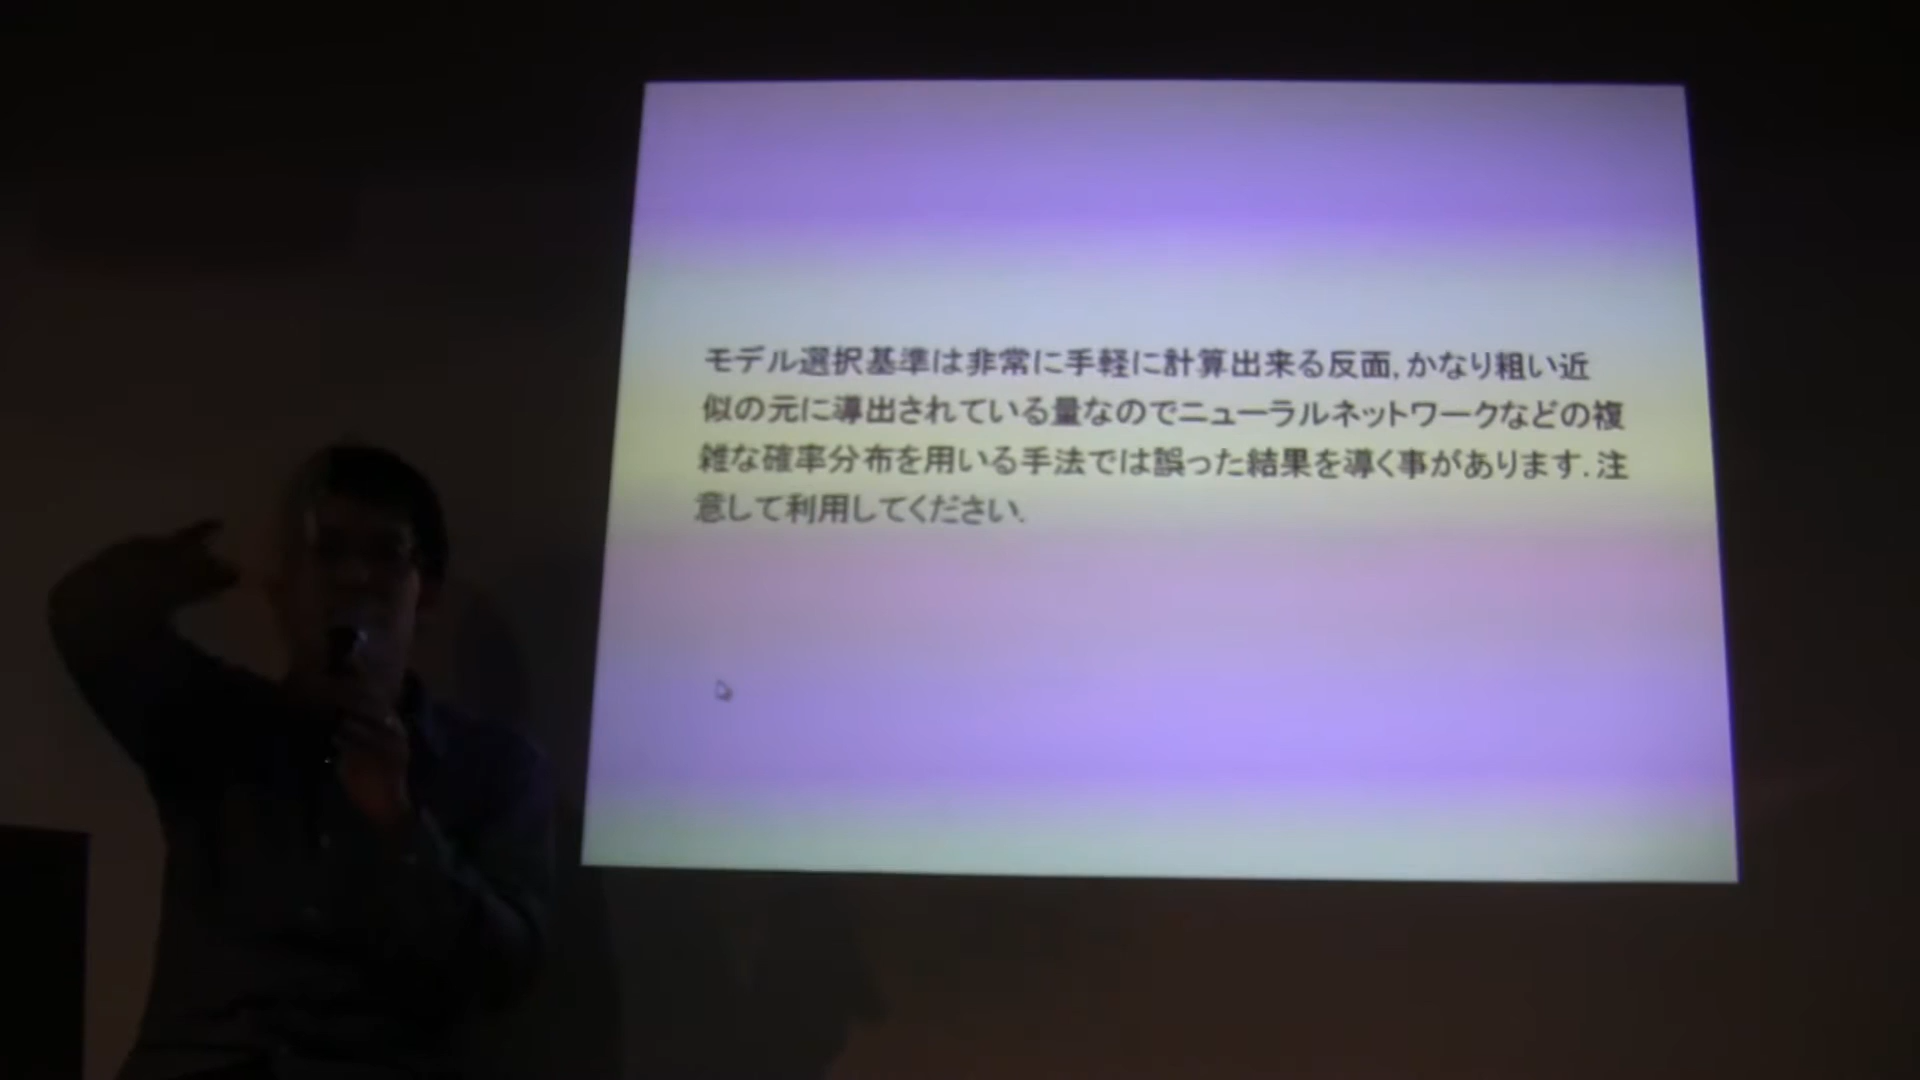 モデル選択基準は非常に手軽に計算出来る反面,かなり粗い近
似の元に導出されている量なのでニューラルネットワークなどの複
雑な確率分布を用いる手法では誤った結果を導く事があります.注
意して利用してください.